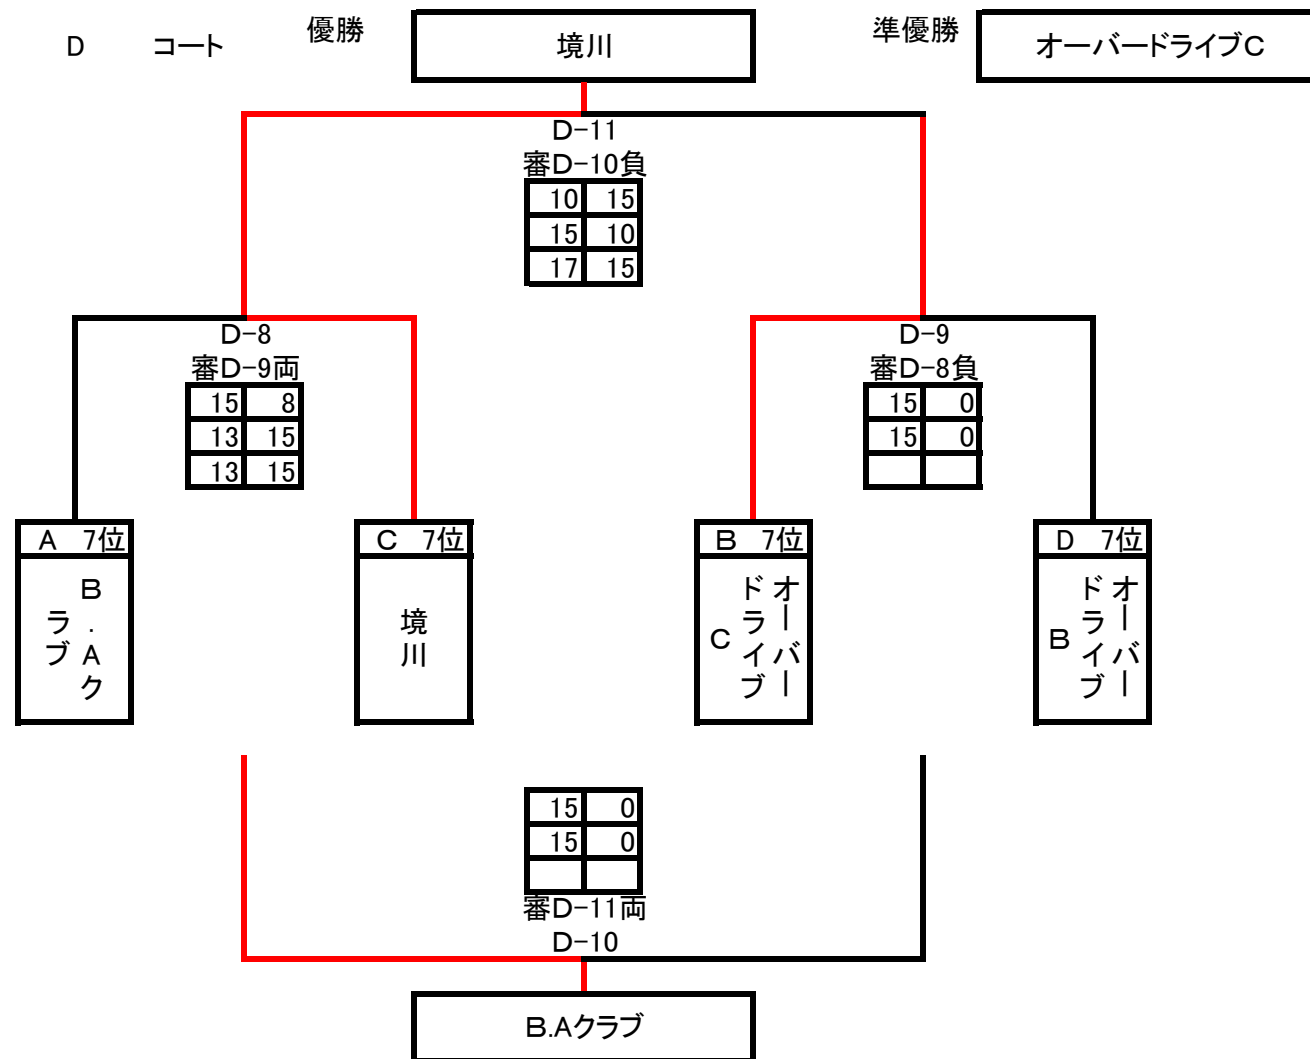 D コート 優勝 境川 準優勝 オーバードライブC
D-11
審D-10負
10 15
15 10
17 15
D-8
審D-9両
15 8
13 15
13 15
D-9
審D-8負
15 0
15 0
A 7位
B.Aク
ラブ
C 7位
境川
B 7位
オーバー
ドライブ
C
D 7位
オーバー
ドライブ
B
15 0
15 0
審D-11両
D-10
B.Aクラブ